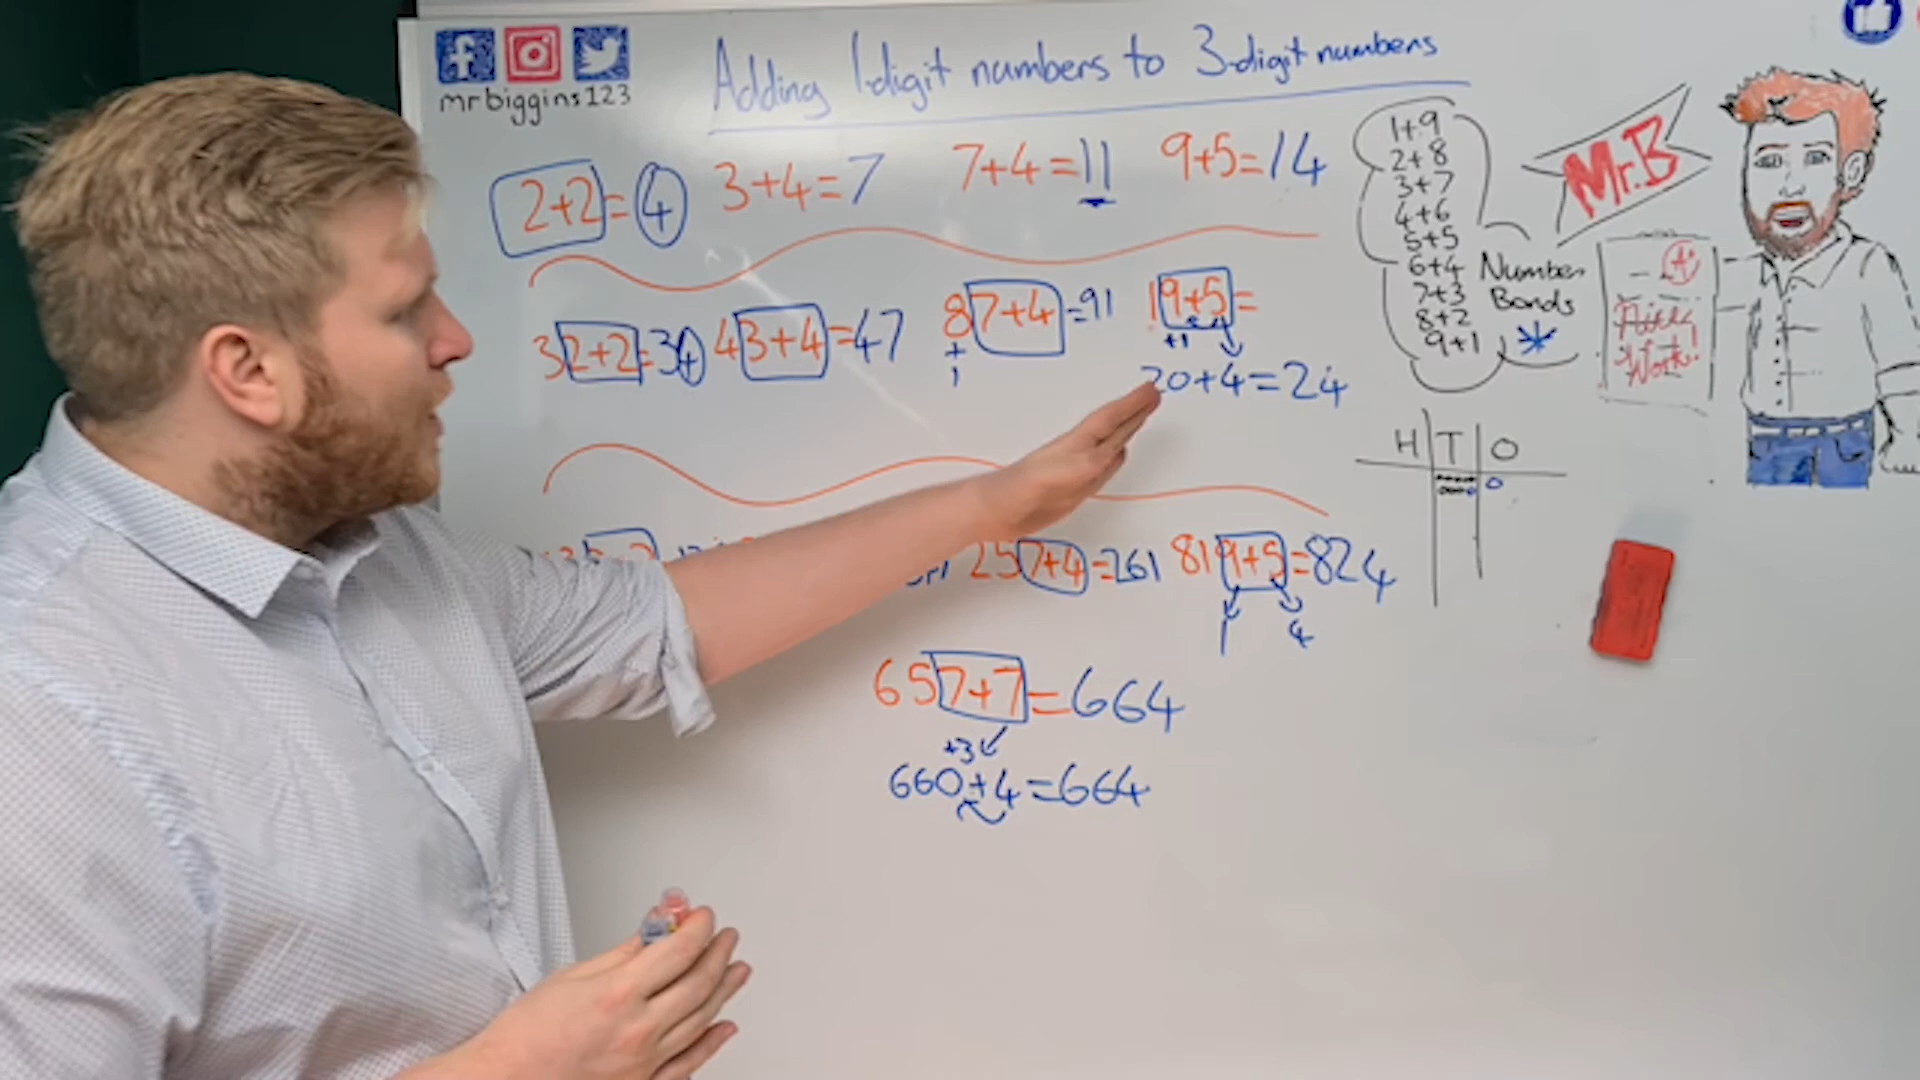 f
mrbiggins123
Adding 1-digit numbers to 3-digit numbers
2+2=4 3+4=7 7+4=11 9+5=14
32+2=34 43+4=47 87+4=91 19+5=
+
1
+1
20+4=24
257+4=261 819+5=824
1 4
657+7=664
+3
660+4=664
1+9
2+8
3+7
4+6
5+5
6+4
7+3
8+2
9+1
Number
Bonds
*
Mr.B
A+
Nice
Work!
H T O